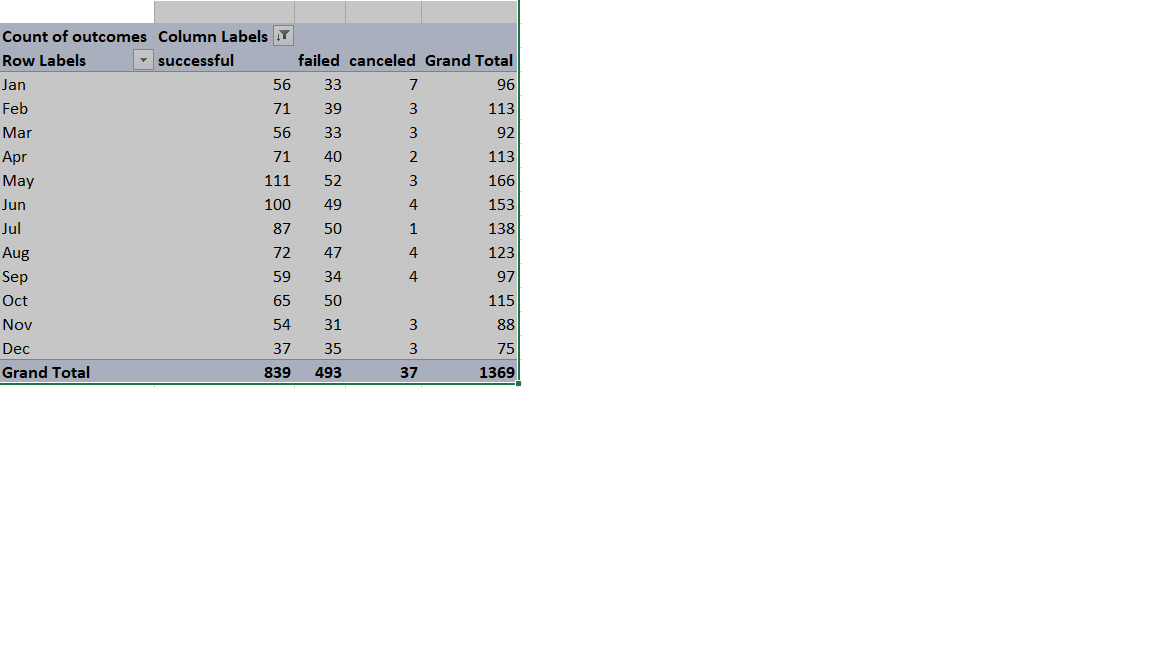 Count of outcomes Column Labels
Row Labels successful failed canceled Grand Total
Jan 56 33 7 96
Feb 71 39 3 113
Mar 56 33 3 92
Apr 71 40 2 113
May 111 52 3 166
Jun 100 49 4 153
Jul 87 50 1 138
Aug 72 47 4 123
Sep 59 34 4 97
Oct 65 50 115
Nov 54 31 3 88
Dec 37 35 3 75
Grand Total 839 493 37 1369